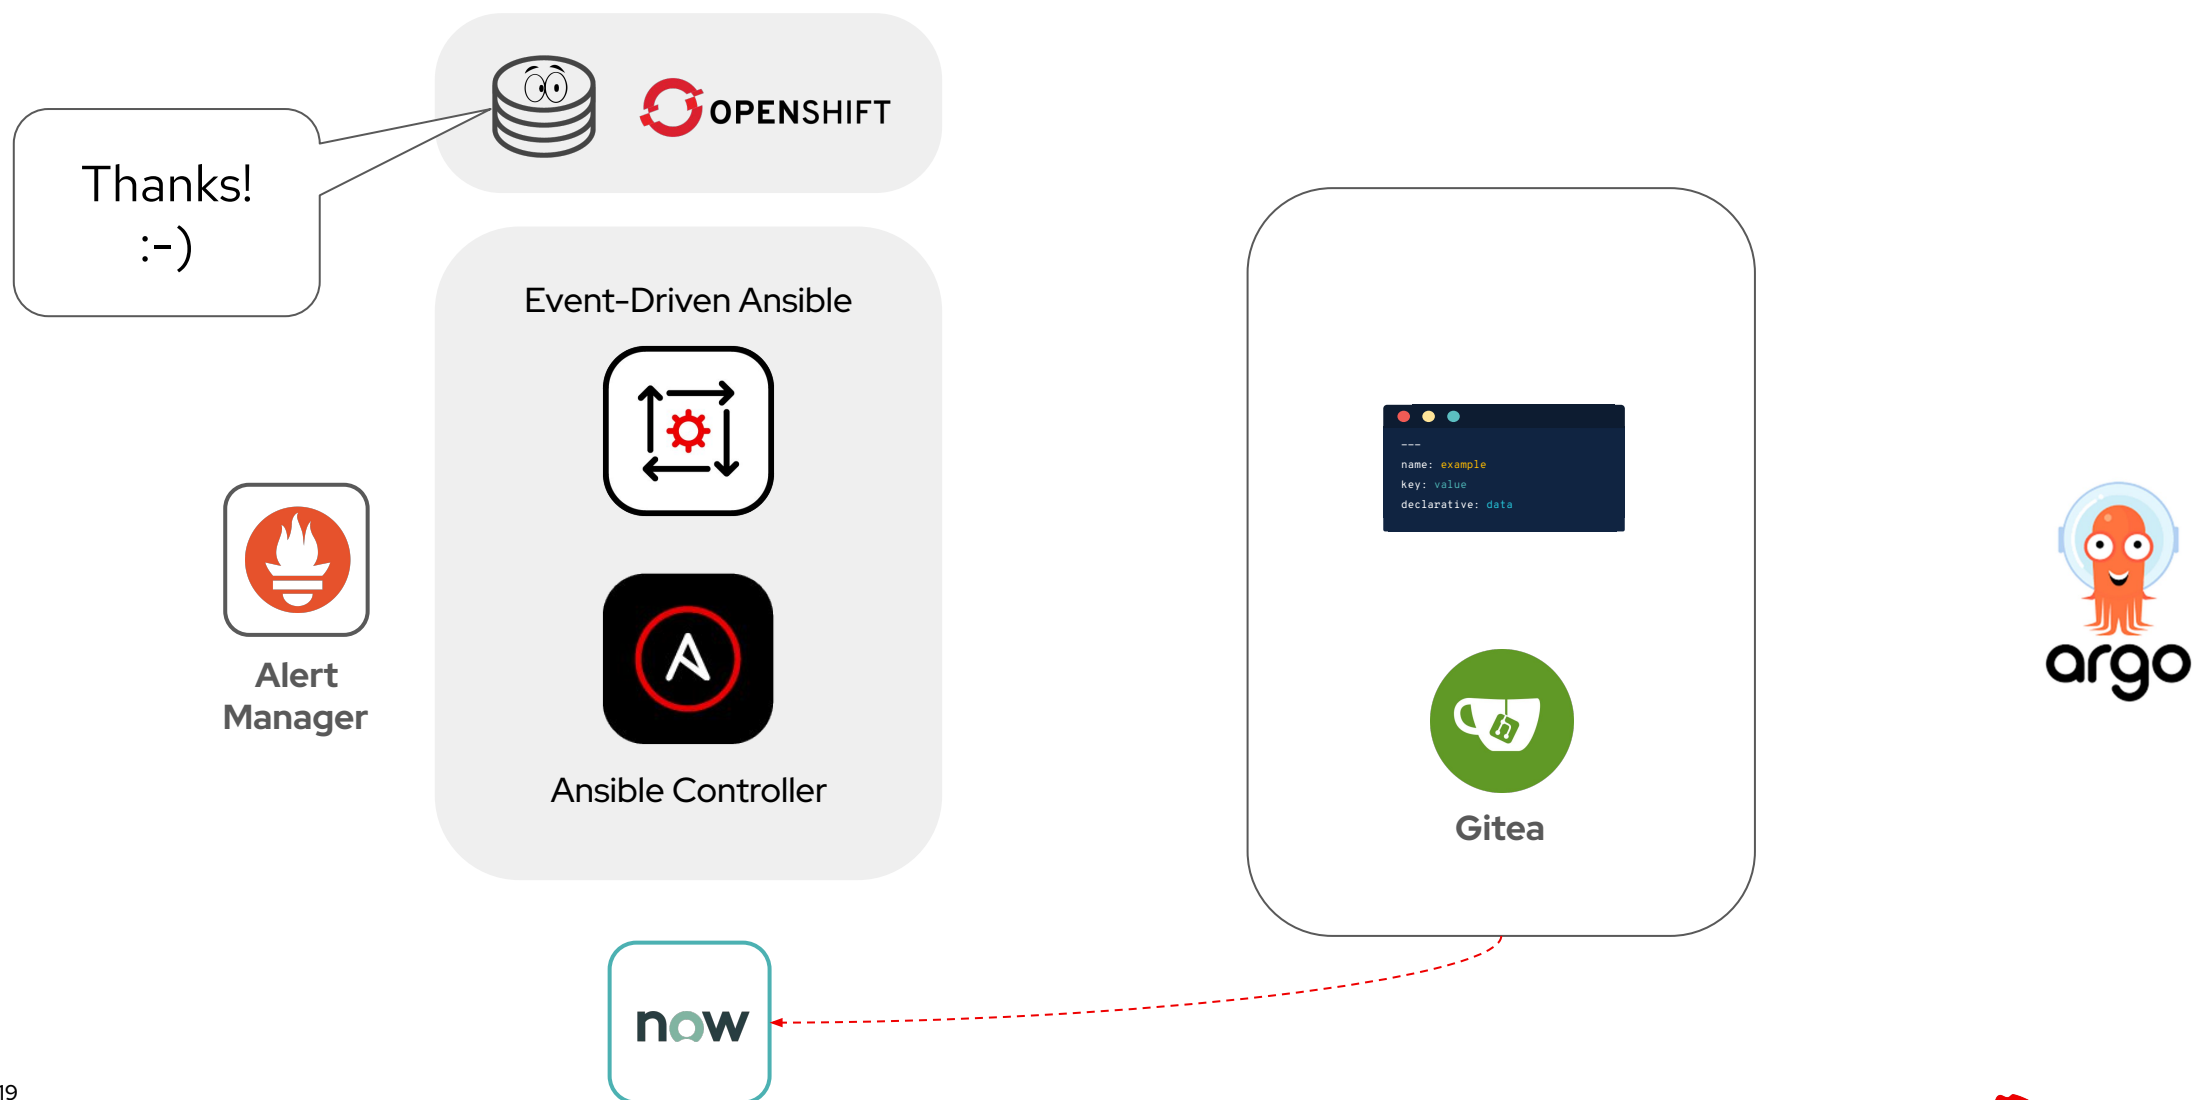 OPENSHIFT
Thanks!
:-)
Event-Driven Ansible
---
name: example
key: value
declarative: data
Alert
Manager
argo
Ansible Controller
Gitea
now
19